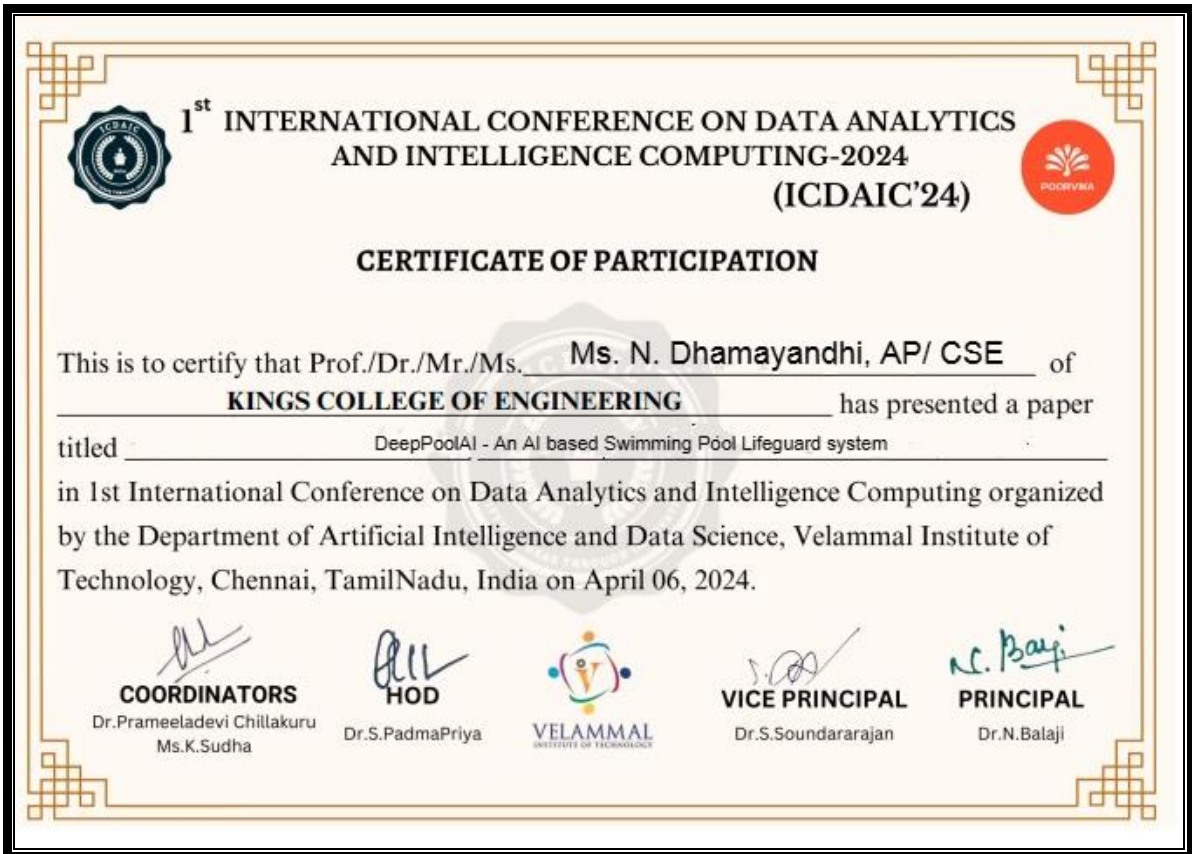 1st INTERNATIONAL CONFERENCE ON DATA ANALYTICS
AND INTELLIGENCE COMPUTING-2024
(ICDAIC’24)
ICDAIC
POORVIKA
CERTIFICATE OF PARTICIPATION
This is to certify that Prof./Dr./Mr./Ms. Ms. N. Dhamayandhi, AP/ CSE of
KINGS COLLEGE OF ENGINEERING has presented a paper
titled DeepPoolAI - An AI based Swimming Pool Lifeguard system
in 1st International Conference on Data Analytics and Intelligence Computing organized
by the Department of Artificial Intelligence and Data Science, Velammal Institute of
Technology, Chennai, TamilNadu, India on April 06, 2024.
N. Bayi
COORDINATORS
Dr.Prameeladevi Chillakuru
Ms.K.Sudha
HOD
Dr.S.PadmaPriya
V
VELAMMAL
INSTITUTE OF TECHNOLOGY
VICE PRINCIPAL
Dr.S.Soundararajan
PRINCIPAL
Dr.N.Balaji